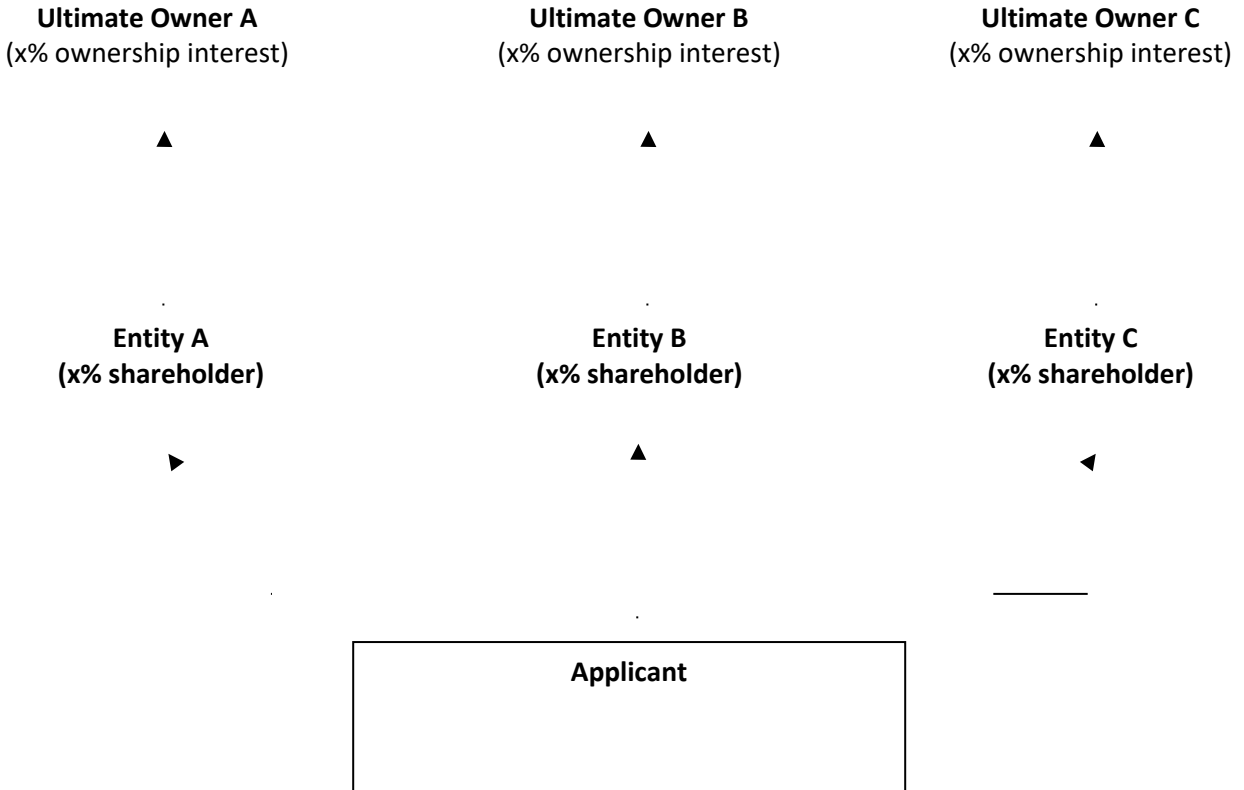 Ultimate Owner A
(x% ownership interest)
Ultimate Owner B
(x% ownership interest)
Ultimate Owner C
(x% ownership interest)
Entity A
(x% shareholder)
Entity B
(x% shareholder)
Entity C
(x% shareholder)
Applicant